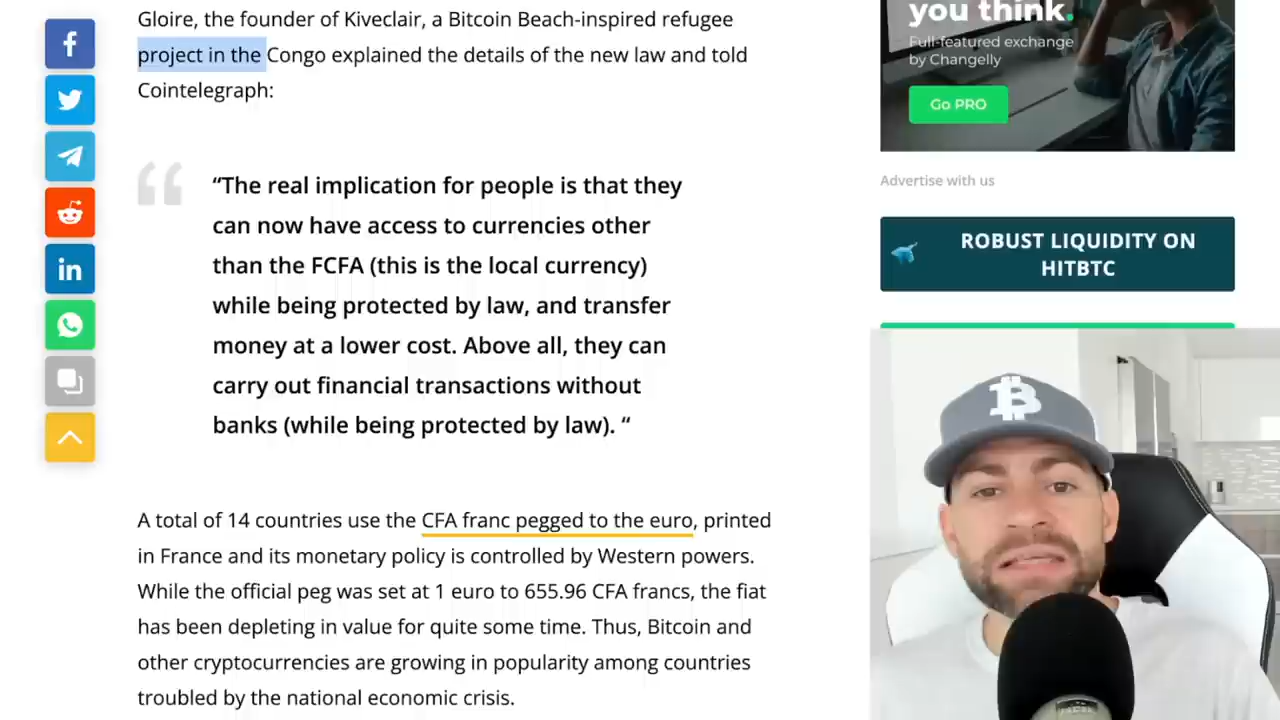 Gloire, the founder of Kiveclair, a Bitcoin Beach-inspired refugee
project in the Congo explained the details of the new law and told
Cointelegraph:
“The real implication for people is that they
can now have access to currencies other
than the FCFA (this is the local currency)
while being protected by law, and transfer
money at a lower cost. Above all, they can
carry out financial transactions without
banks (while being protected by law). “
A total of 14 countries use the CFA franc pegged to the euro, printed
in France and its monetary policy is controlled by Western powers.
While the official peg was set at 1 euro to 655.96 CFA francs, the fiat
has been depleting in value for quite some time. Thus, Bitcoin and
other cryptocurrencies are growing in popularity among countries
troubled by the national economic crisis.
you think.
Full-featured exchange
by Changelly
Go PRO
Advertise with us
ROBUST LIQUIDITY ON
HITBTC